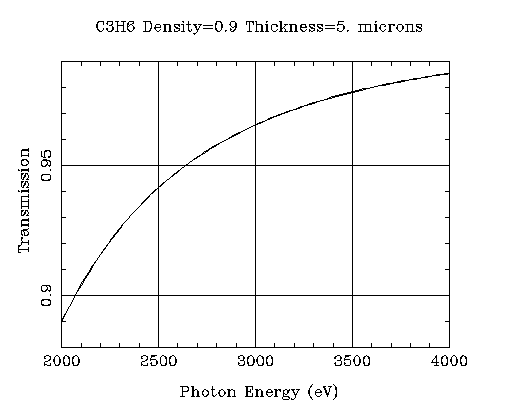 C3H6 Density=0.9 Thickness=5. microns
Transmission
0.95
0.9
2000 2500 3000 3500 4000
Photon Energy (eV)